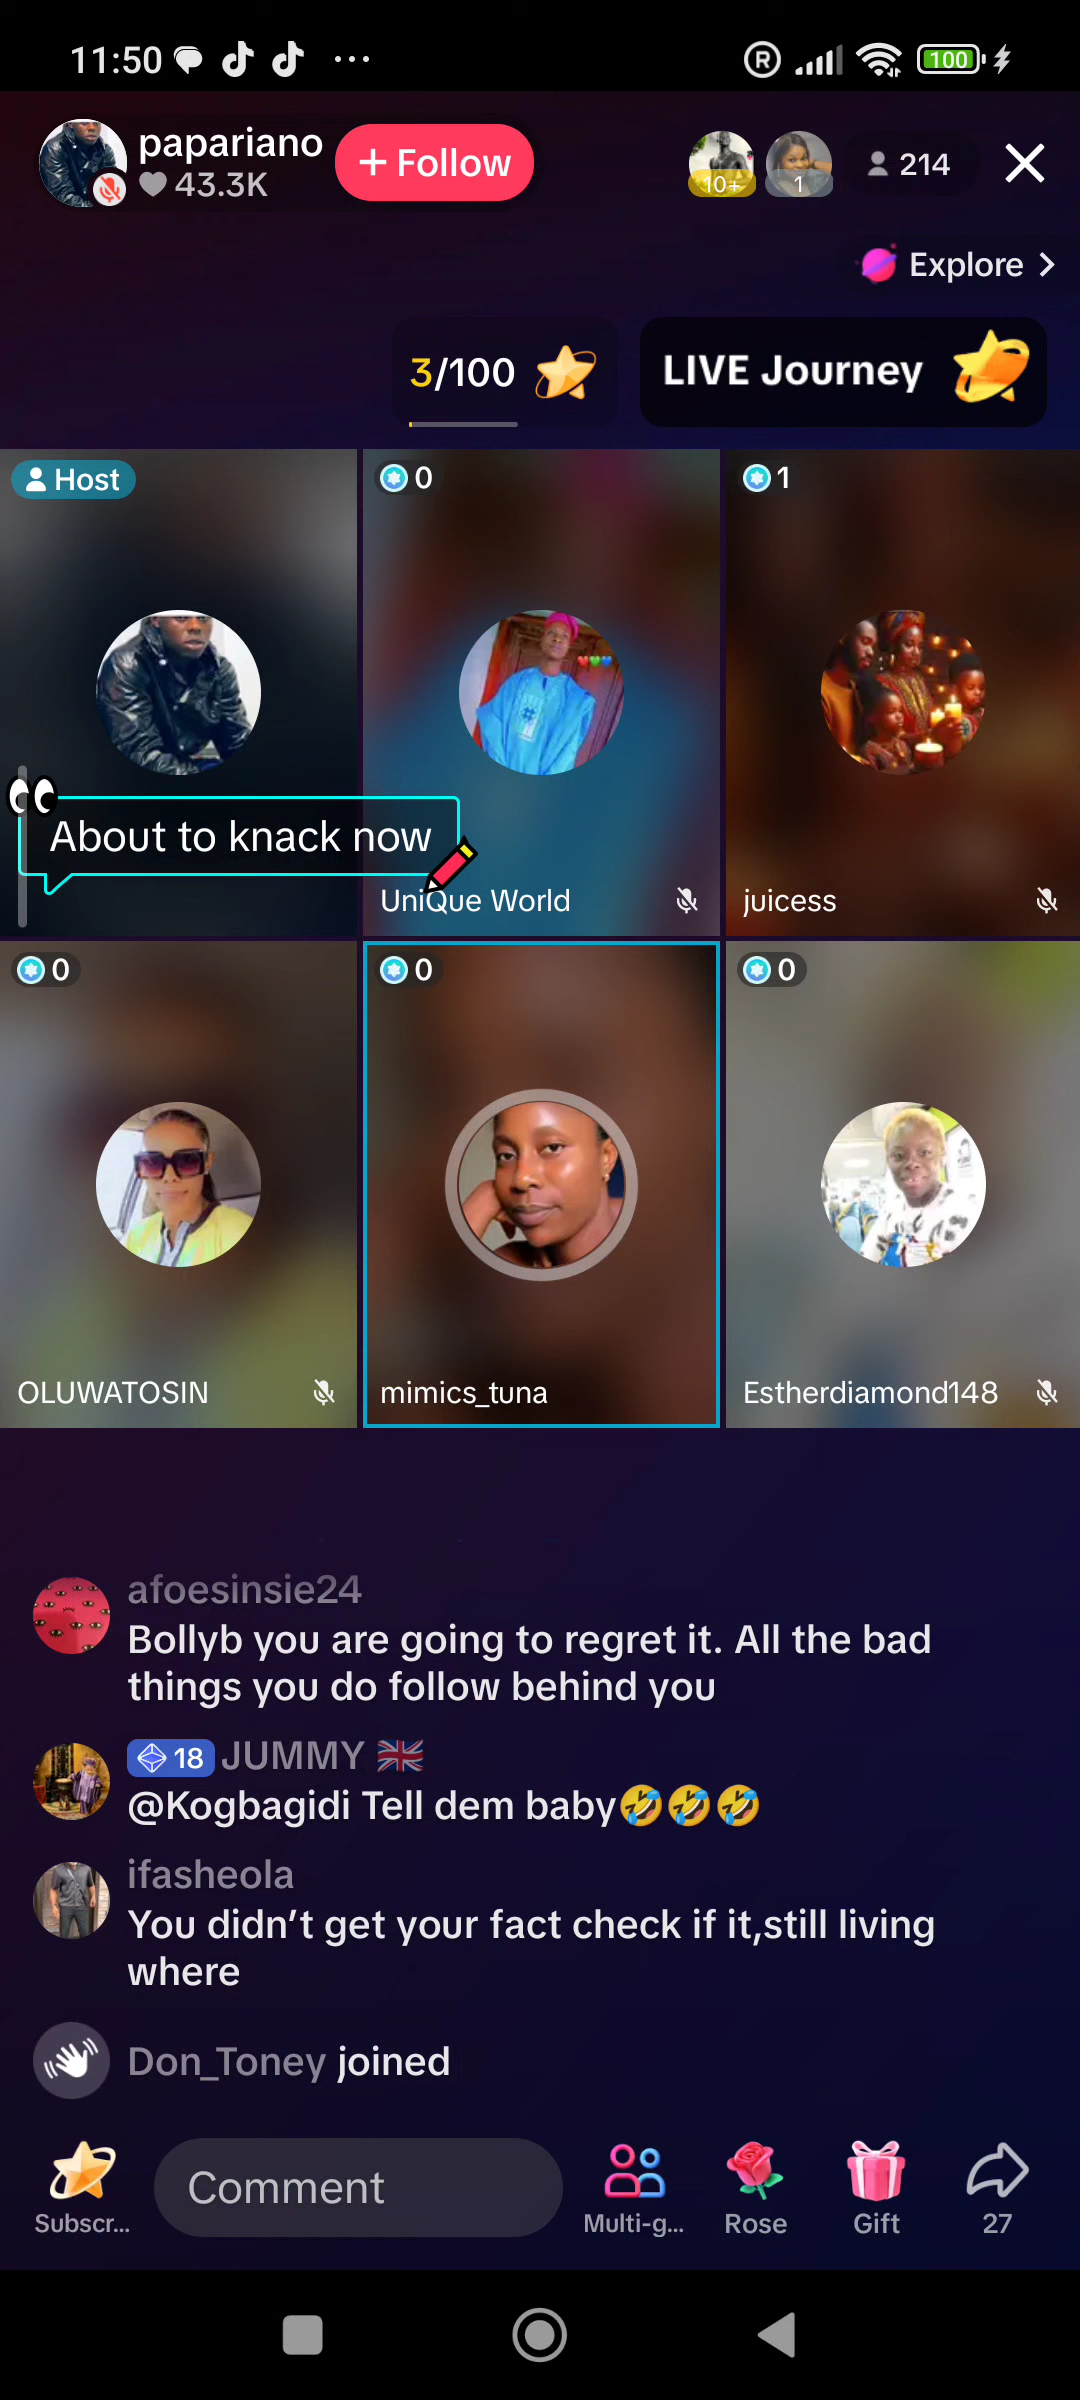 11:50
R
100
papariano
43.3K
+ Follow
10+
1
214
Explore
3/100
LIVE Journey
Host
0
1
About to knack now
UniQue World
juicess
0
0
0
OLUWATOSIN
mimics_tuna
Estherdiamond148
afoesinsie24
Bollyb you are going to regret it. All the bad
things you do follow behind you
18 JUMMY 🇬🇧
@Kogbagidi Tell dem baby🤣🤣🤣
ifasheola
You didn’t get your fact check if it,still living
where
Don_Toney joined
Subscr...
Comment
Multi-g...
Rose
Gift
27